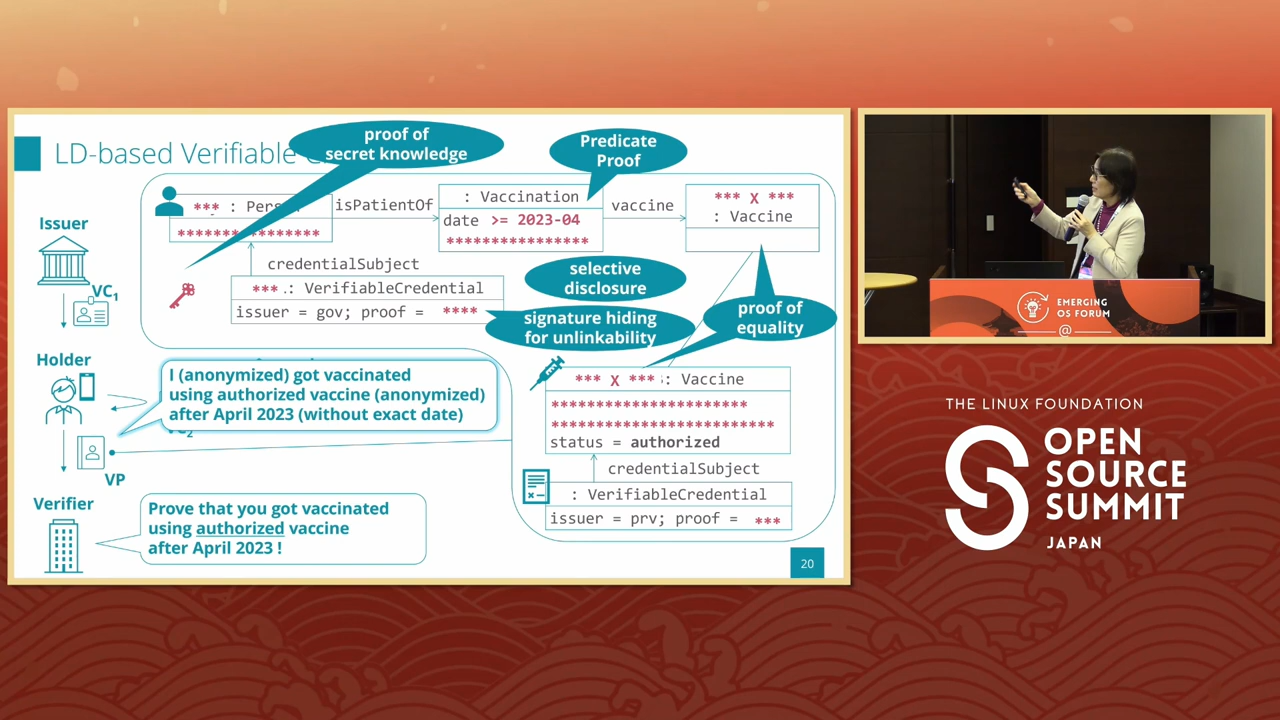 LD-based Verifiable
proof of
secret knowledge
Predicate
Proof
*** : Pers
****************
isPatientOf
: Vaccination
date >= 2023-04
****************
vaccine
*** X ***
: Vaccine
Issuer
VC1
credentialSubject
*** : VerifiableCredential
issuer = gov; proof = ****
selective
disclosure
signature hiding
for unlinkability
proof of
equality
Holder
I (anonymized) got vaccinated
using authorized vaccine (anonymized)
after April 2023 (without exact date)
VP
*** X *** : Vaccine
**********************
*************************
status = authorized
credentialSubject
: VerifiableCredential
issuer = prv; proof = ***
Verifier
Prove that you got vaccinated
using authorized vaccine
after April 2023 !
20
EMERGING
OS FORUM
@
THE LINUX FOUNDATION
OPEN
SOURCE
SUMMIT
JAPAN